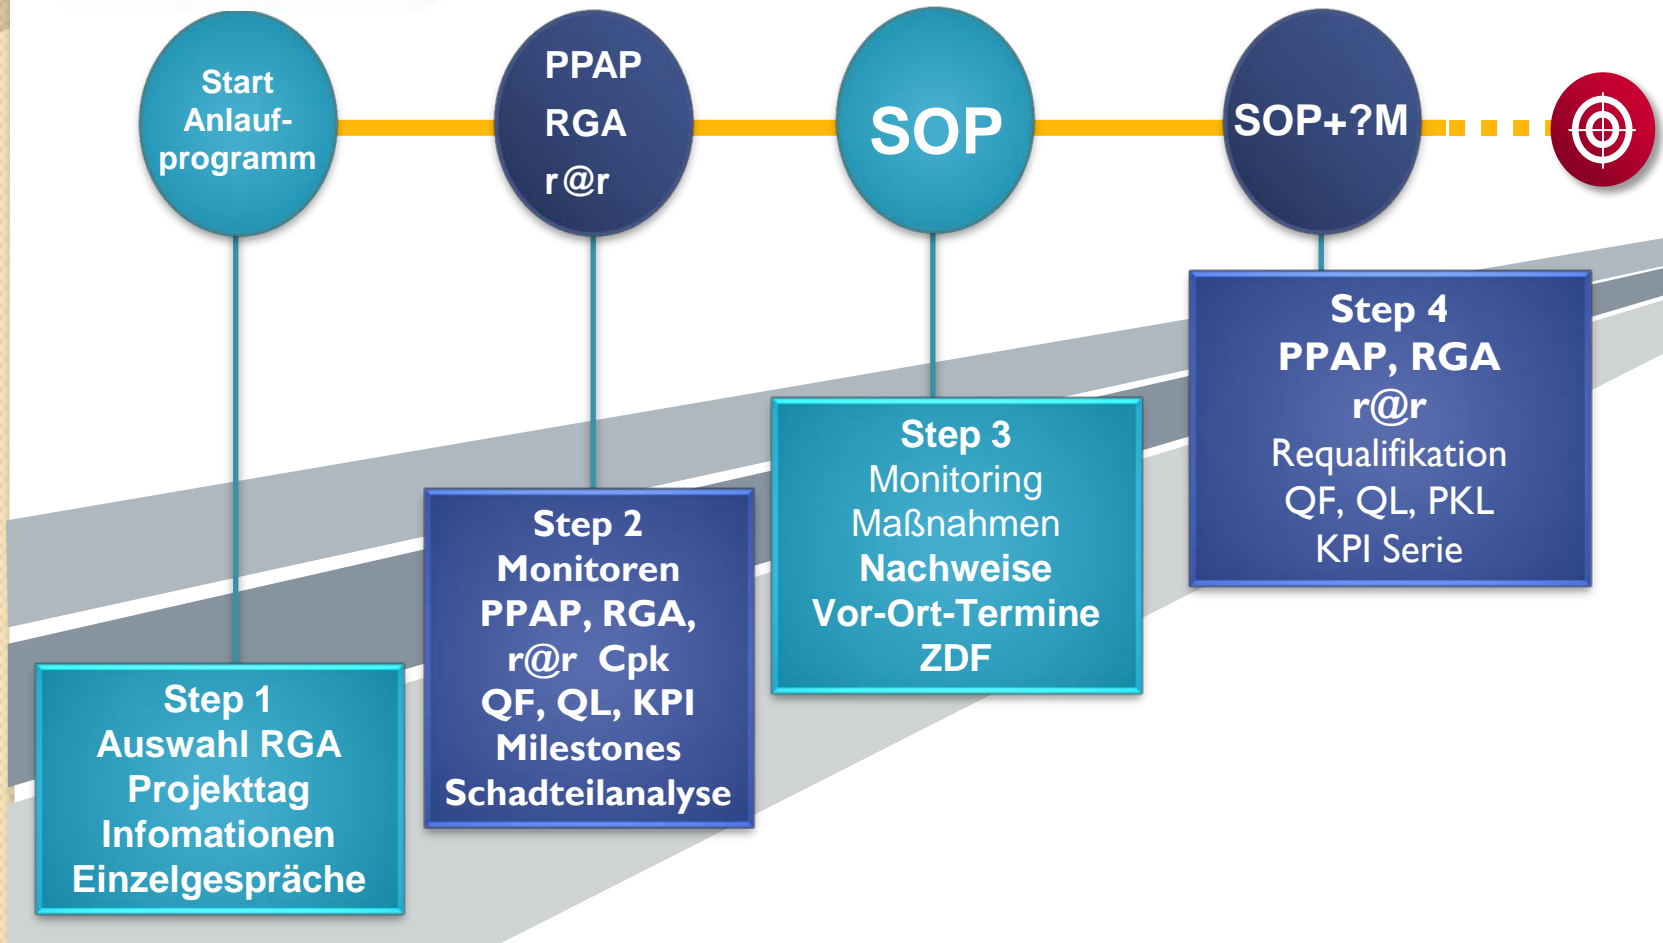 Start
Anlauf-
programm
PPAP
RGA
r@r
SOP
SOP+?M
Step 1
Auswahl RGA
Projekttag
Infomationen
Einzelgespräche
Step 2
Monitoren
PPAP, RGA,
r@r Cpk
QF, QL, KPI
Milestones
Schadteilanalyse
Step 3
Monitoring
Maßnahmen
Nachweise
Vor-Ort-Termine
ZDF
Step 4
PPAP, RGA
r@r
Requalifikation
QF, QL, PKL
KPI Serie